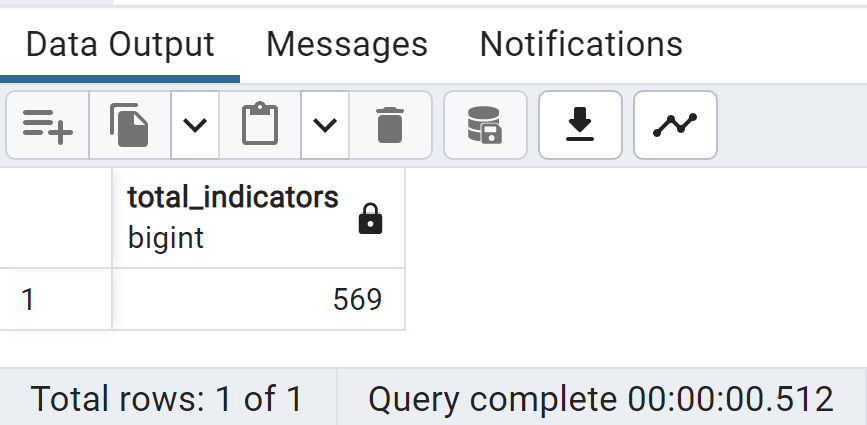 Data Output Messages Notifications
total_indicators
bigint
1 569
Total rows: 1 of 1 Query complete 00:00:00.512